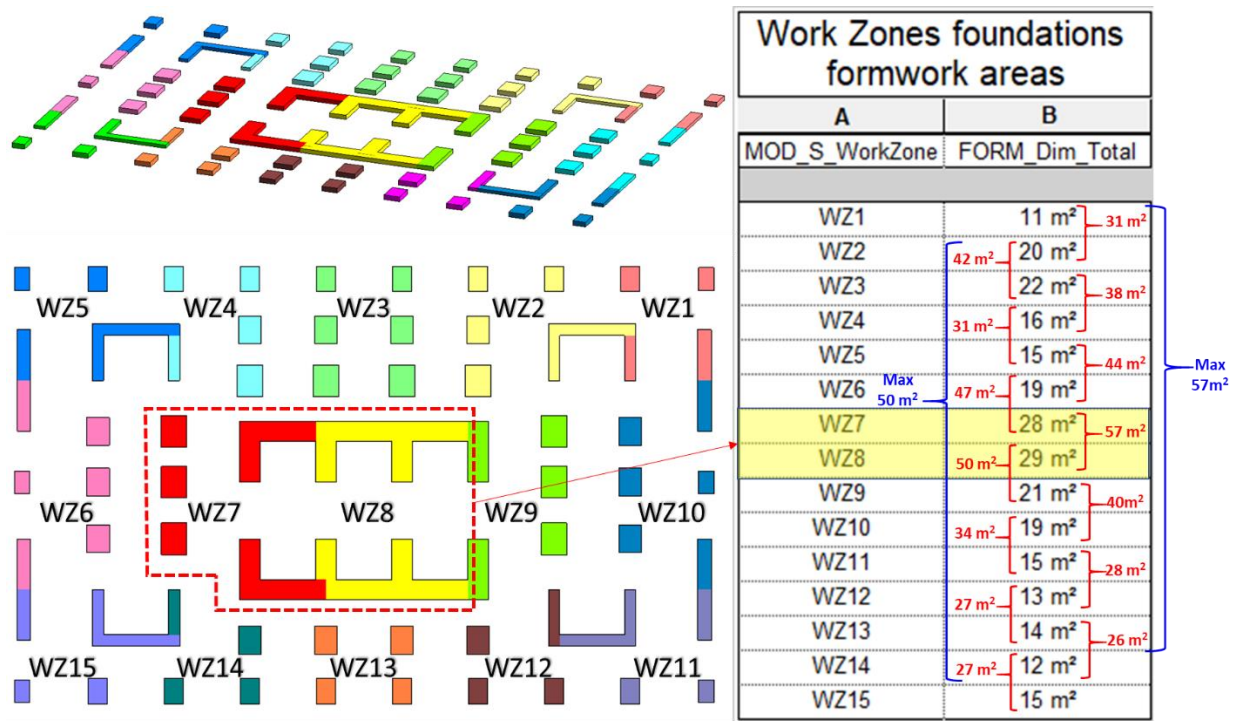 WZ5 WZ4 WZ3 WZ2 WZ1
WZ6 WZ7 WZ8 WZ9 WZ10
WZ15 WZ14 WZ13 WZ12 WZ11
Work Zones foundations
formwork areas
A B
MOD_S_WorkZone FORM_Dim_Total
WZ1 11 m²
31 m²
WZ2 42 m² 20 m²
WZ3 22 m² 38 m²
WZ4 31 m² 16 m²
WZ5 15 m² 44 m²
Max
57m²
WZ6 Max
50 m² 47 m² 19 m²
WZ7 28 m² 57 m²
WZ8 50 m² 29 m²
WZ9 21 m² 40m²
WZ10 34 m² 19 m²
WZ11 15 m² 28 m²
WZ12 27 m² 13 m²
WZ13 14 m² 26 m²
WZ14 27 m² 12 m²
WZ15 15 m²